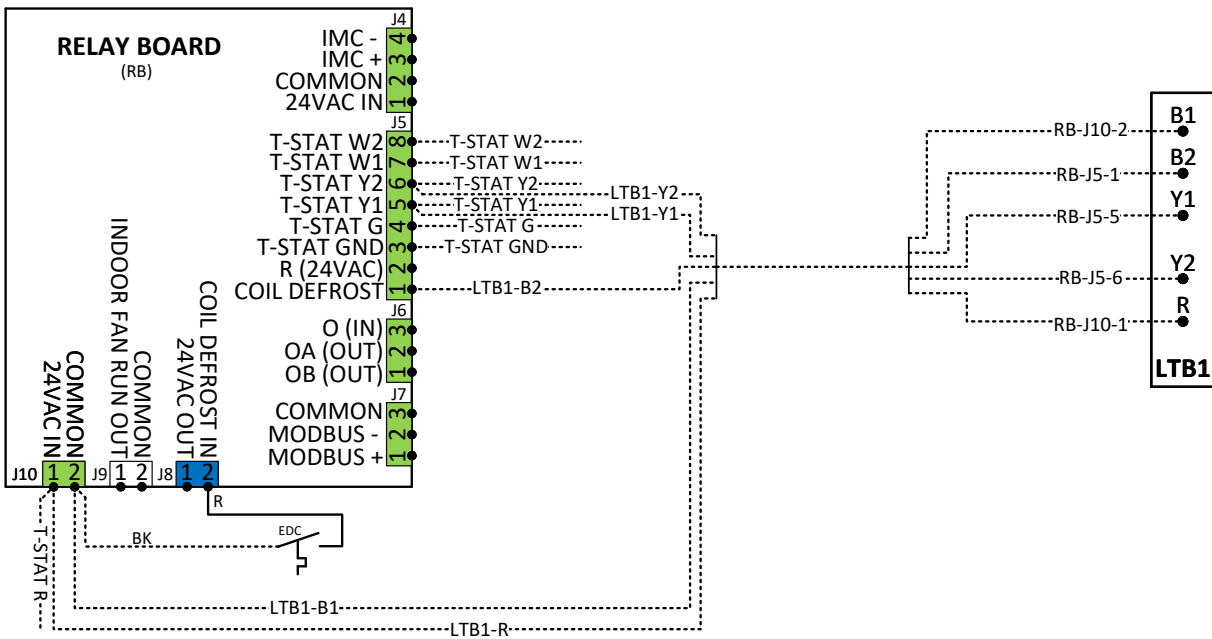 RELAY BOARD
(RB)
J4
IMC - 4
IMC + 3
COMMON 2
24VAC IN 1
J5
T-STAT W2 8 T-STAT W2
T-STAT W1 7 T-STAT W1
T-STAT Y2 6 T-STAT Y2
LTB1-Y2
T-STAT Y1 5 T-STAT Y1
LTB1-Y1
T-STAT G 4 T-STAT G
T-STAT GND 3 T-STAT GND
R (24VAC) 2
COIL DEFROST 1 LTB1-B2
J6
O (IN) 3
OA (OUT) 2
OB (OUT) 1
J7
COMMON 3
MODBUS - 2
MODBUS + 1
24VAC IN
COMMON
INDOOR FAN RUN OUT
COMMON
24VAC OUT
COIL DEFROST IN
J10 1 2
J9 1 2
J8 1 2
R
T-STAT R
BK
EDC
LTB1-B1
LTB1-R
RB-J10-2 B1
RB-J5-1 B2
RB-J5-5 Y1
RB-J5-6 Y2
RB-J10-1 R
LTB1